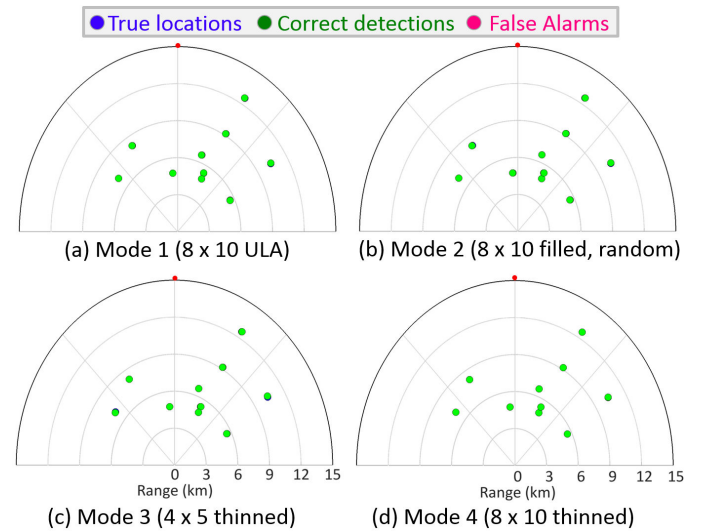 True locations Correct detections False Alarms
(a) Mode 1 (8 x 10 ULA)
(b) Mode 2 (8 x 10 filled, random)
0 3 6 9 12 15
Range (km)
(c) Mode 3 (4 x 5 thinned)
0 3 6 9 12 15
Range (km)
(d) Mode 4 (8 x 10 thinned)